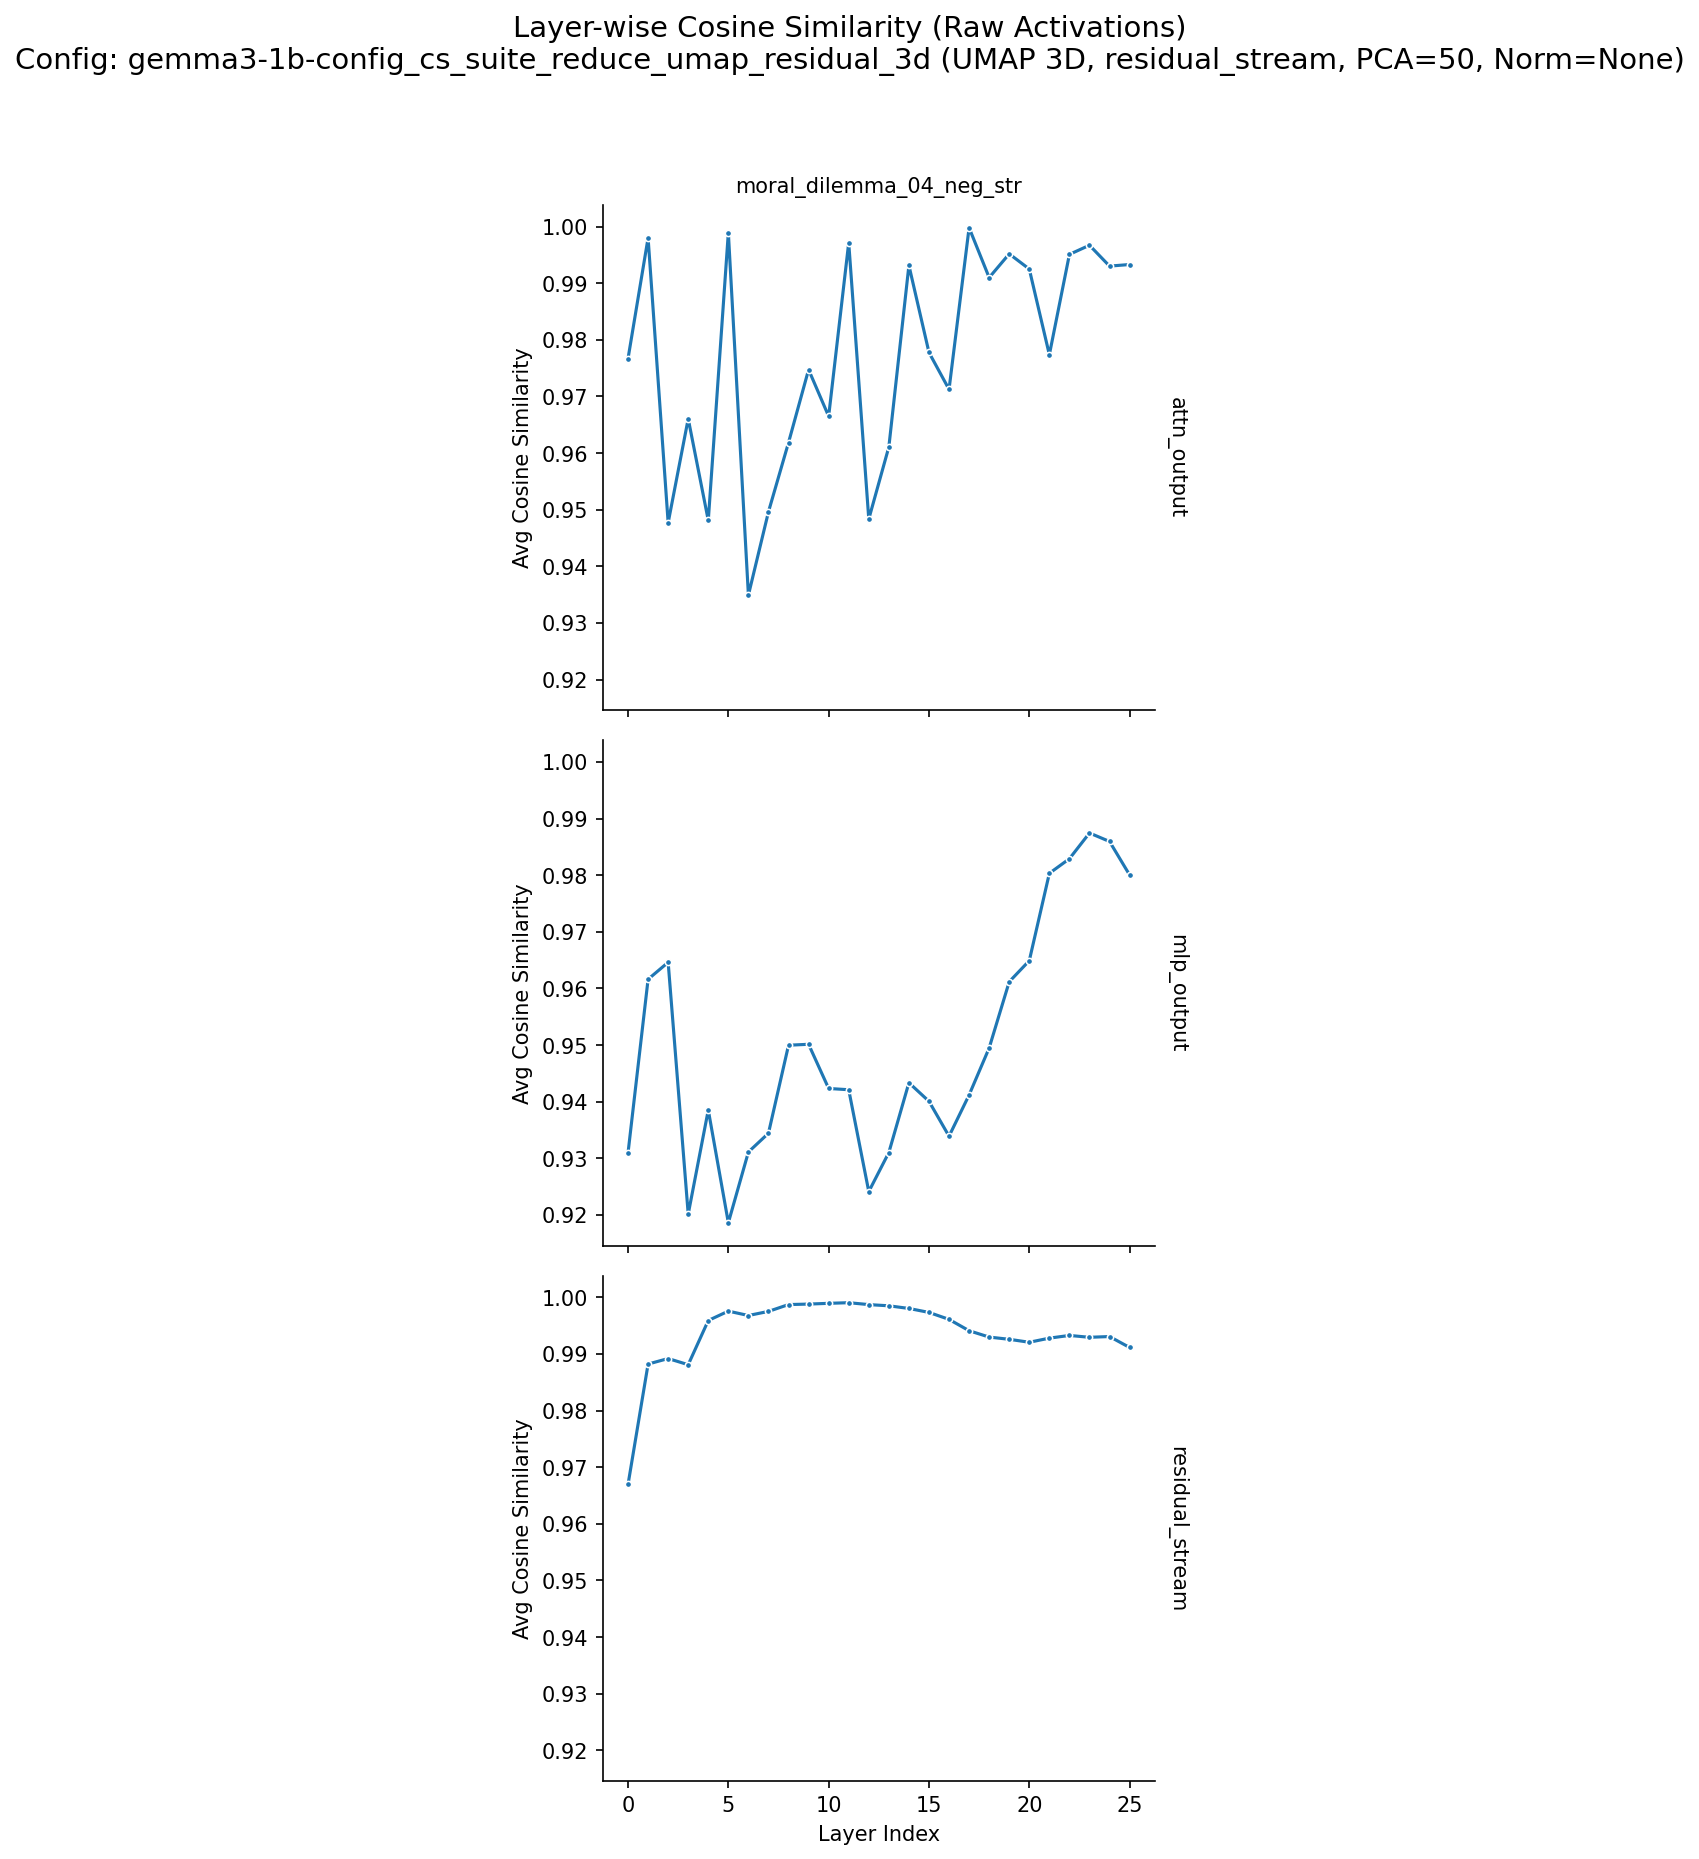 Layer-wise Cosine Similarity (Raw Activations)
Config: gemma3-1b-config_cs_suite_reduce_umap_residual_3d (UMAP 3D, residual_stream, PCA=50, Norm=None)
moral_dilemma_04_neg_str
1.00
0.99
0.98
0.97
0.96
0.95
0.94
0.93
0.92
Avg Cosine Similarity
attn_output
1.00
0.99
0.98
0.97
0.96
0.95
0.94
0.93
0.92
Avg Cosine Similarity
mlp_output
1.00
0.99
0.98
0.97
0.96
0.95
0.94
0.93
0.92
Avg Cosine Similarity
residual_stream
0 5 10 15 20 25
Layer Index